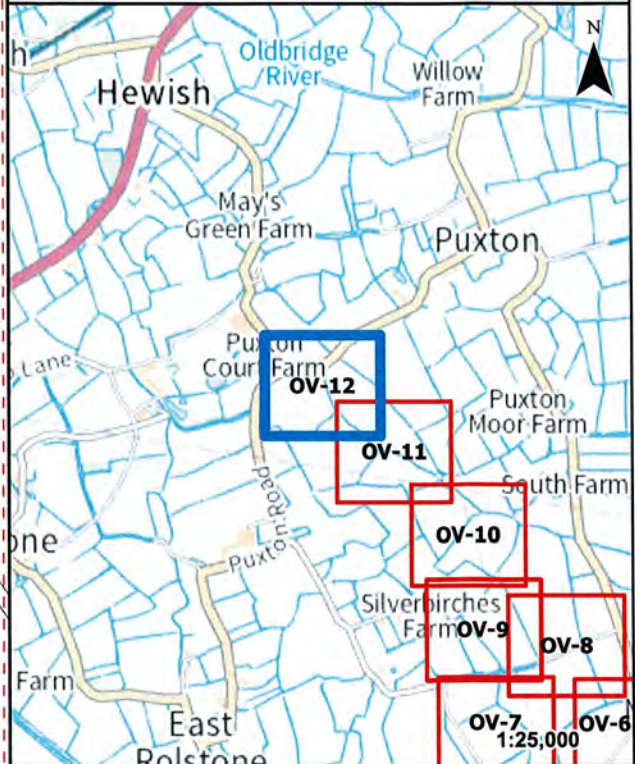 h
Oldbridge
River
N
Hewish
Willow
Farm
May's
Green Farm
Puxton
Puxton
Court Farm
Lane
OV-12
Puxton
Moor Farm
OV-11
South Farm
one
OV-10
Puxton Road
Silverbirches
Farm
OV-9
OV-8
Farm
East
Rolstone
OV-7
OV-6
1:25,000